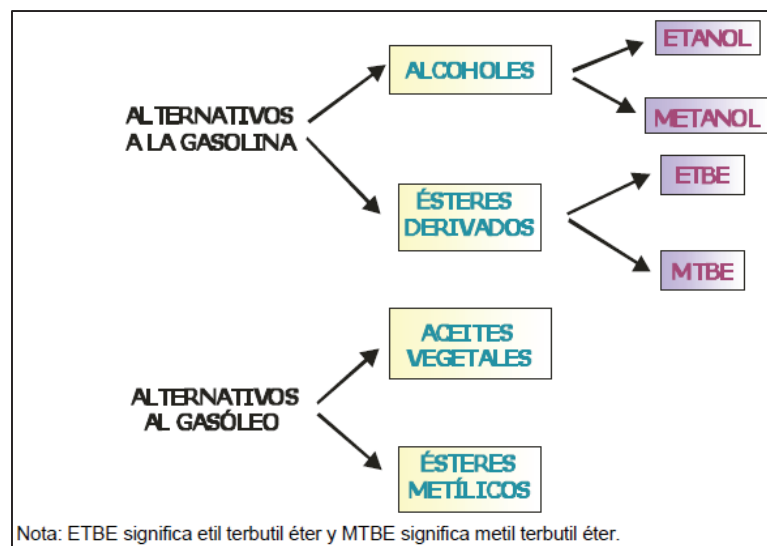 ALTERNATIVOS
A LA GASOLINA
ALCOHOLES
ETANOL
METANOL
ÉSTERES
DERIVADOS
ETBE
MTBE
ALTERNATIVOS
AL GASÓLEO
ACEITES
VEGETALES
ÉSTERES
METÍLICOS
Nota: ETBE significa etil terbutil éter y MTBE significa metil terbutil éter.